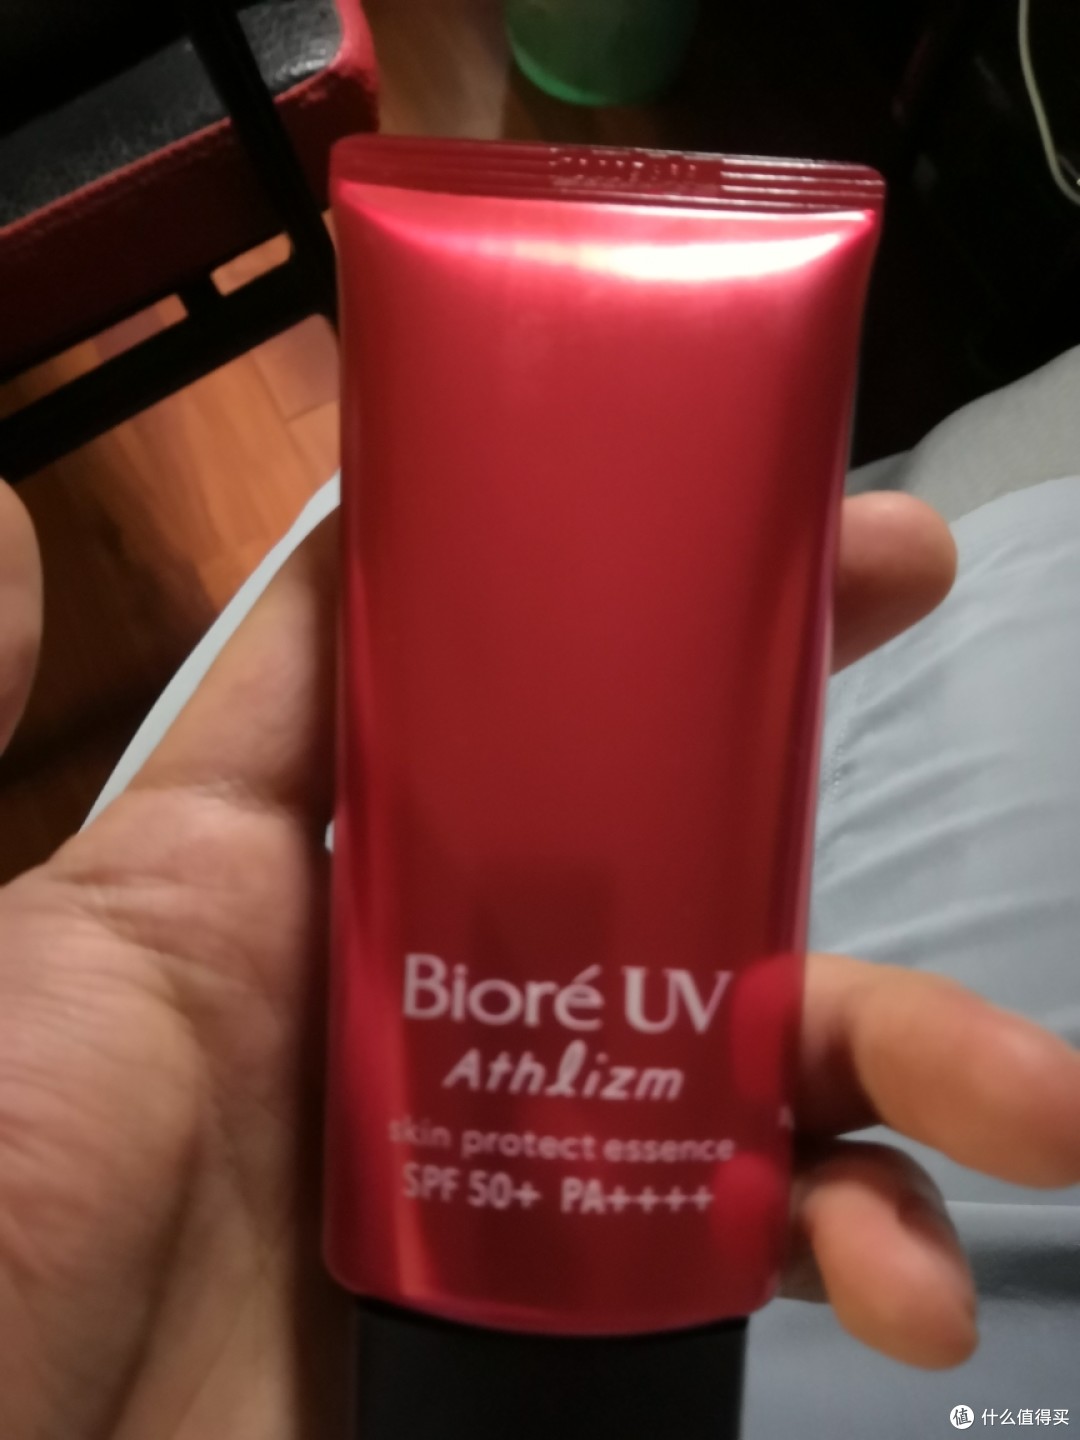 Bioré UV
Athlizm
skin protect essence
SPF 50+ PA++++
值 什么值得买